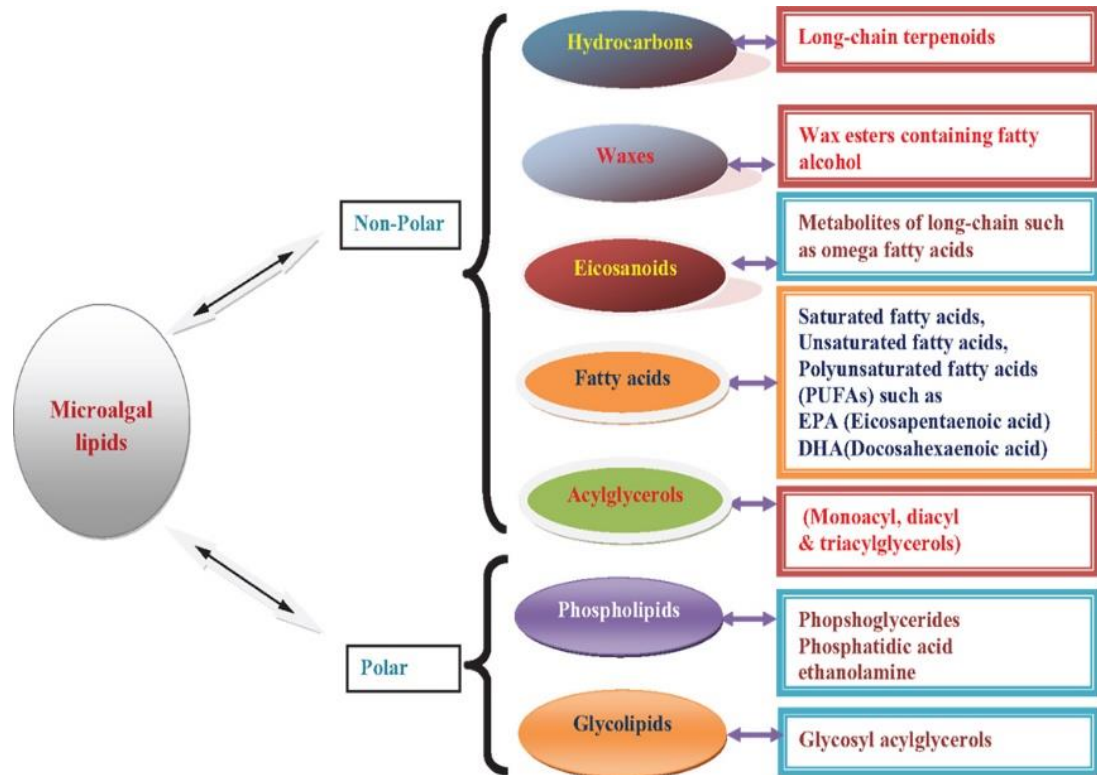 Hydrocarbons
Long-chain terpenoids
Waxes
Wax esters containing fatty
alcohol
Non-Polar
Eicosanoids
Metabolites of long-chain such
as omega fatty acids
Fatty acids
Saturated fatty acids,
Unsaturated fatty acids,
Polyunsaturated fatty acids
(PUFAs) such as
EPA (Eicosapentaenoic acid)
DHA(Docosahexaenoic acid)
Microalgal
lipids
Acylglycerols
(Monoacyl, diacyl
& triacylglycerols)
Polar
Phospholipids
Phopshoglycerides
Phosphatidic acid
ethanolamine
Glycolipids
Glycosyl acylglycerols